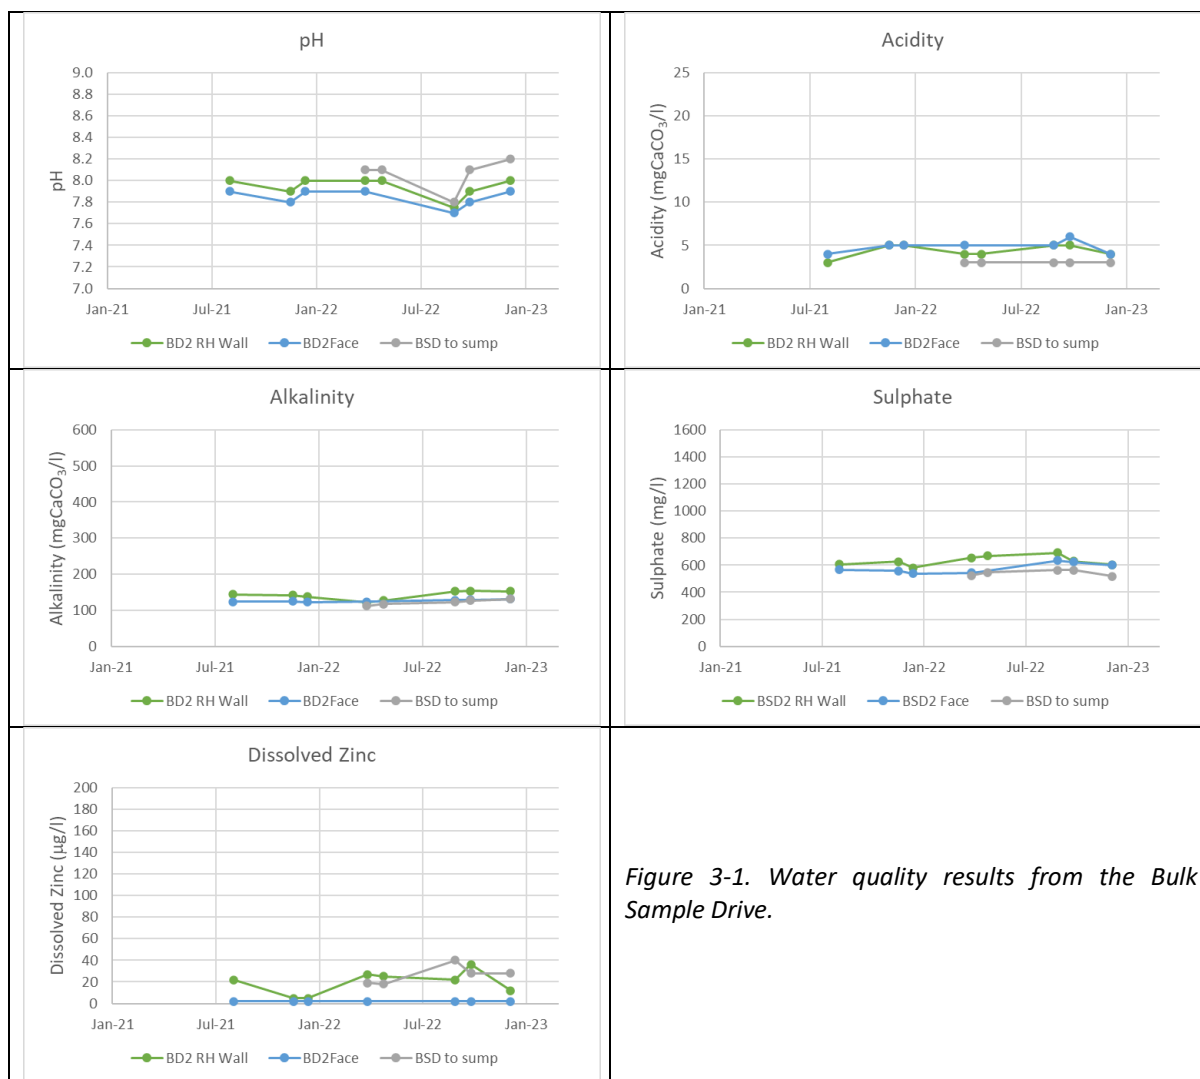 pH
9.0
8.8
8.6
8.4
8.2
8.0
7.8
7.6
7.4
7.2
7.0
pH
Jan-21 Jul-21 Jan-22 Jul-22 Jan-23
BD2 RH Wall BD2Face BSD to sump
Acidity
25
20
15
10
5
0
Acidity (mgCaCO₃/l)
Jan-21 Jul-21 Jan-22 Jul-22 Jan-23
BD2 RH Wall BD2Face BSD to sump
Alkalinity
600
500
400
300
200
100
0
Alkalinity (mgCaCO₃/l)
Jan-21 Jul-21 Jan-22 Jul-22 Jan-23
BD2 RH Wall BD2Face BSD to sump
Sulphate
1600
1400
1200
1000
800
600
400
200
0
Sulphate (mg/l)
Jan-21 Jul-21 Jan-22 Jul-22 Jan-23
BSD2 RH Wall BSD2 Face BSD to sump
Dissolved Zinc
200
180
160
140
120
100
80
60
40
20
0
Dissolved Zinc (µg/l)
Jan-21 Jul-21 Jan-22 Jul-22 Jan-23
BD2 RH Wall BD2Face BSD to sump
Figure 3-1. Water quality results from the Bulk
Sample Drive.